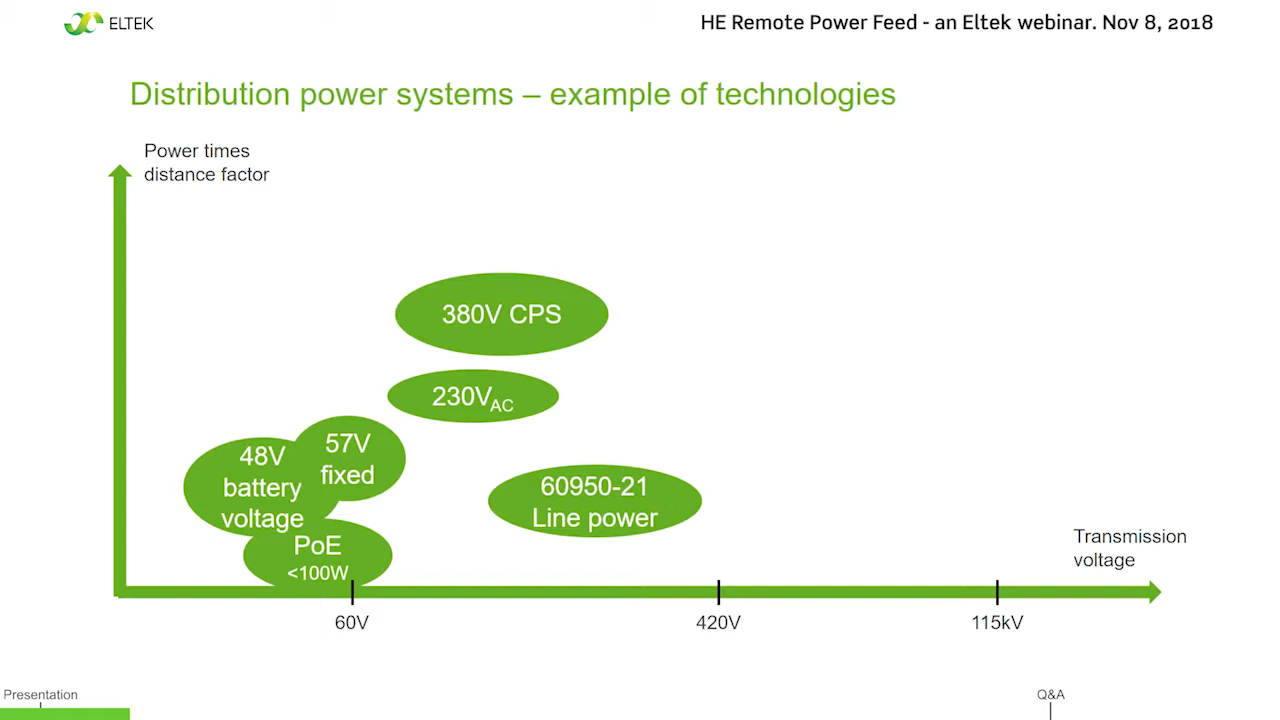 ELTEK
HE Remote Power Feed - an Eltek webinar. Nov 8, 2018
Distribution power systems – example of technologies
Power times
distance factor
380V CPS
230VAC
57V
fixed
48V
battery
voltage
60950-21
Line power
PoE
<100W
Transmission
voltage
60V
420V
115kV
Presentation
Q&A